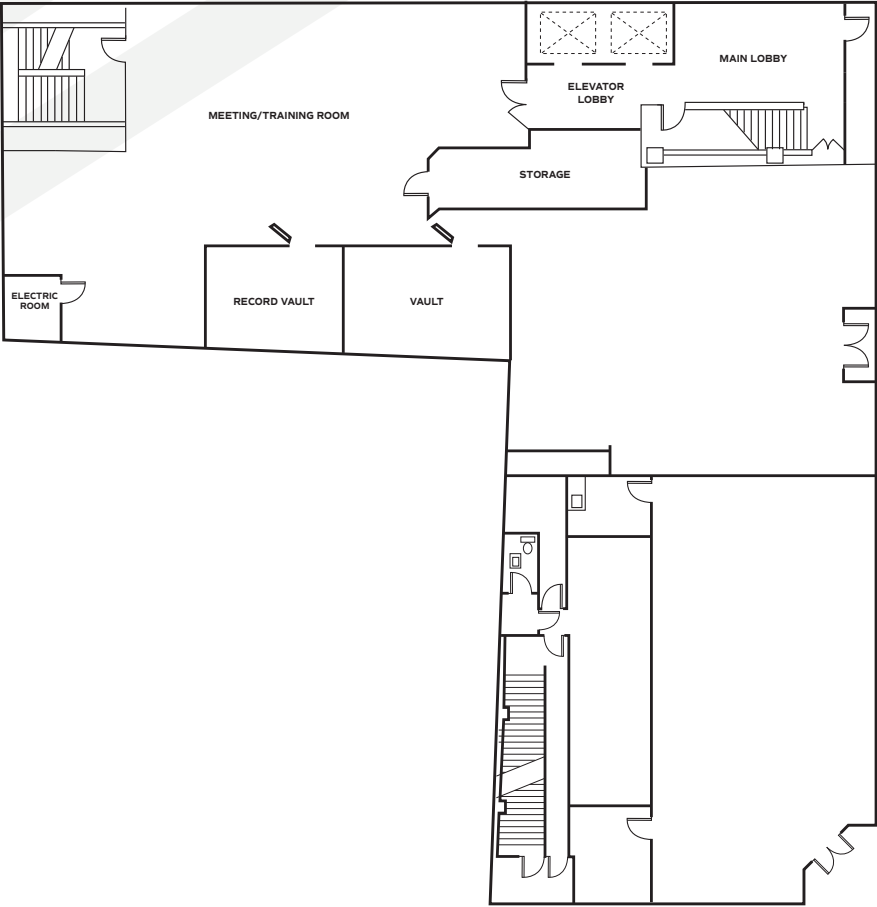 MAIN LOBBY
ELEVATOR
LOBBY
MEETING/TRAINING ROOM
STORAGE
ELECTRIC
ROOM
RECORD VAULT
VAULT